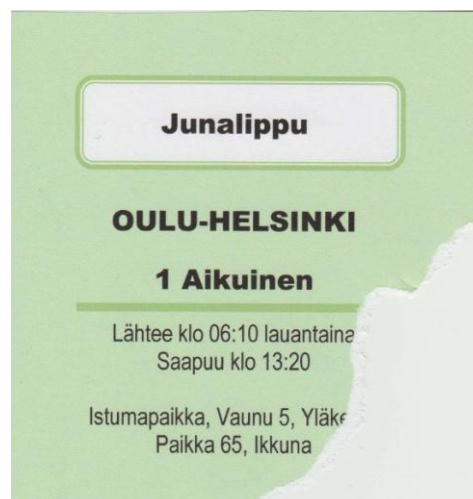 Junalippu
OULU-HELSINKI
1 Aikuinen
Lähtee klo 06:10 lauantaina
Saapuu klo 13:20
Istumapaikka, Vaunu 5,
Paikka 65, Ikkuna